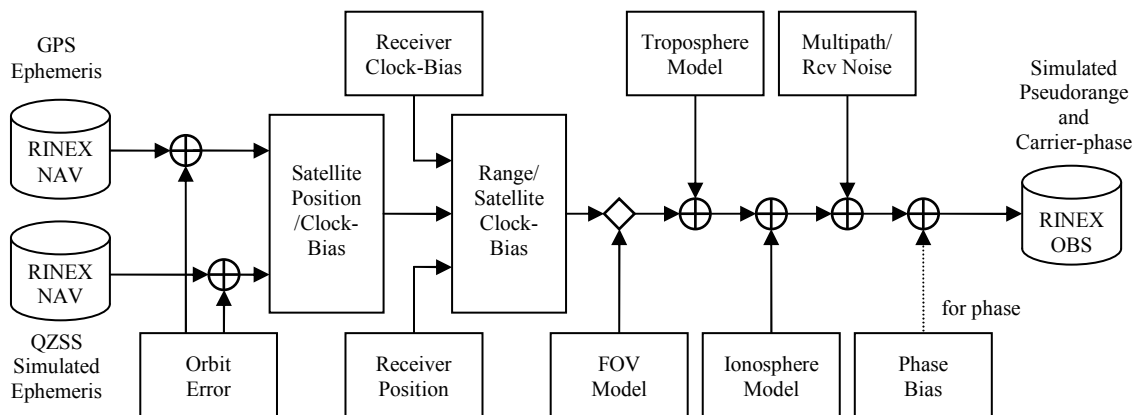 GPS
Ephemeris
RINEX
NAV
RINEX
NAV
QZSS
Simulated
Ephemeris
Orbit
Error
Satellite
Position
/Clock-
Bias
Receiver
Clock-Bias
Receiver
Position
Range/
Satellite
Clock-
Bias
FOV
Model
Troposphere
Model
Ionosphere
Model
Multipath/
Rcv Noise
for phase
Phase
Bias
Simulated
Pseudorange
and
Carrier-phase
RINEX
OBS